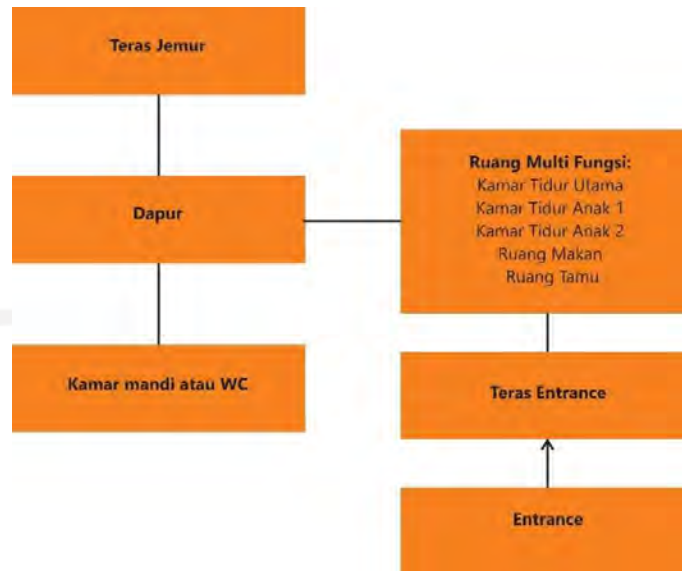 Teras Jemur
Dapur
Kamar mandi atau WC
Ruang Multi Fungsi:
Kamar Tidur Utama
Kamar Tidur Anak 1
Kamar Tidur Anak 2
Ruang Makan
Ruang Tamu
Teras Entrance
Entrance